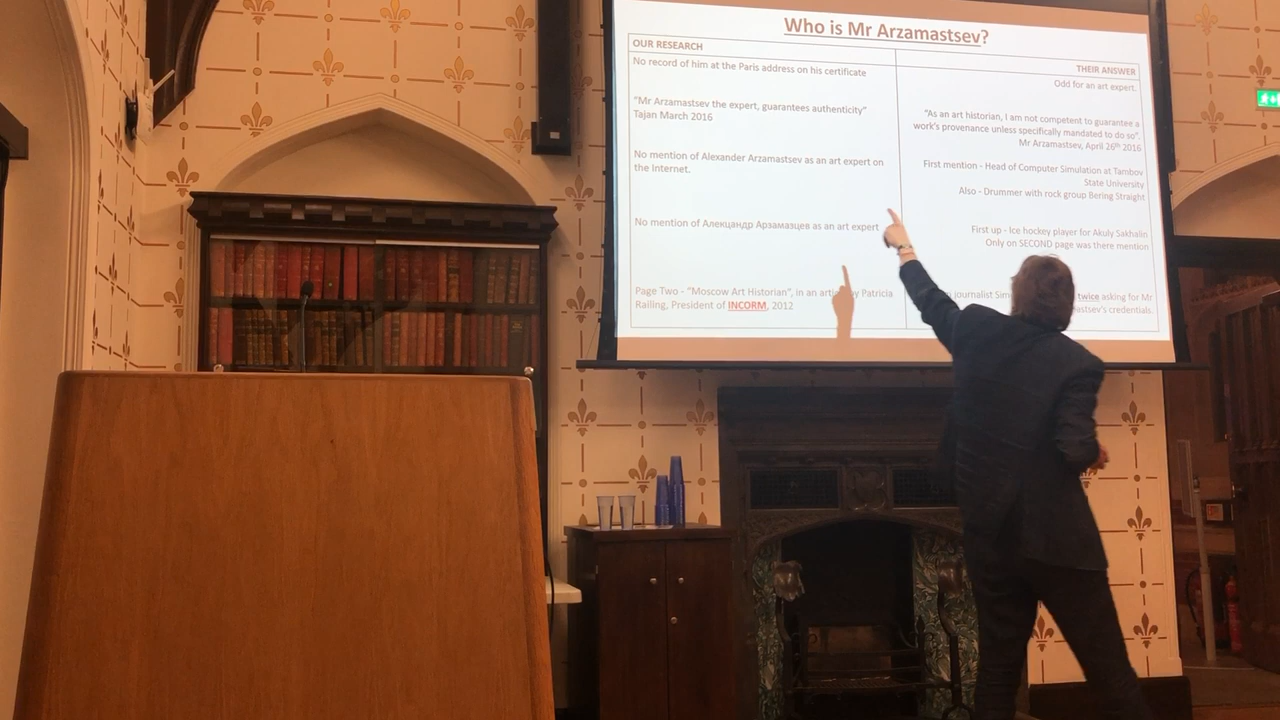 Who is Mr Arzamastsev?
OUR RESEARCH
No record of him at the Paris address on his certificate
"Mr Arzamastsev the expert, guarantees authenticity"
Tajan March 2016
No mention of Alexander Arzamastsev as an art expert on
the Internet.
No mention of Алекцандр Арзамазцев as an art expert
Page Two - "Moscow Art Historian", in an by Patricia
Railing, President of INCORM, 2012
THEIR ANSWER
Odd for an art expert.
"As an art historian, I am not competent to guarantee a
work's provenance unless specifically mandated to do so".
Mr Arzamastsev, April 26th 2016
First mention - Head of Computer Simulation at Tambov
State University
Also - Drummer with rock group Bering Straight
First up - Ice hockey player for Akuly Sakhalin
Only on SECOND page was there mention
journalist twice asking for Mr
credentials.